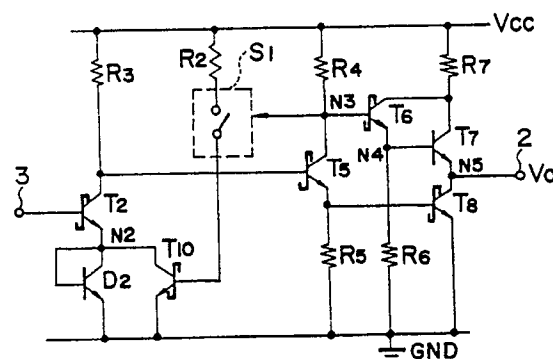 Vcc
S1
R2
R3
R4
R7
N3
T6
T7
N4
N5
2
Vo
3
T2
T5
T8
N2
T10
D2
R5
R6
GND